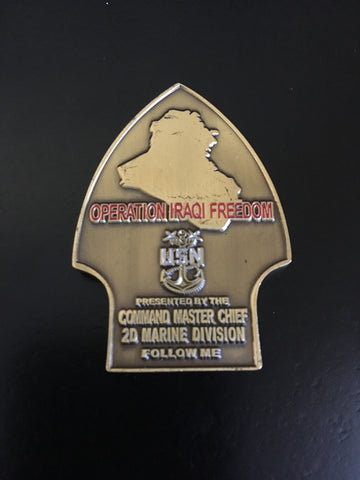 OPERATION IRAQI FREEDOM
USN
PRESENTED BY THE
COMMAND MASTER CHIEF
2D MARINE DIVISION
FOLLOW ME